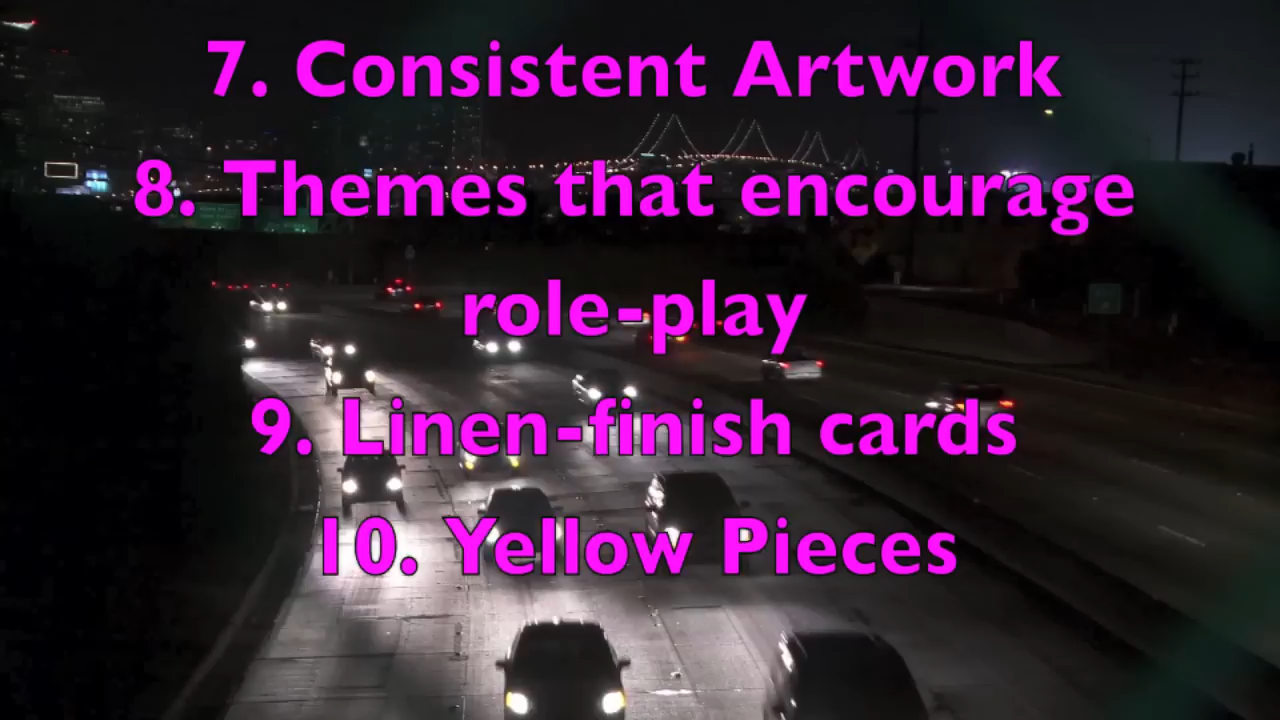 7. Consistent Artwork
8. Themes that encourage
role-play
9. Linen-finish cards
10. Yellow Pieces